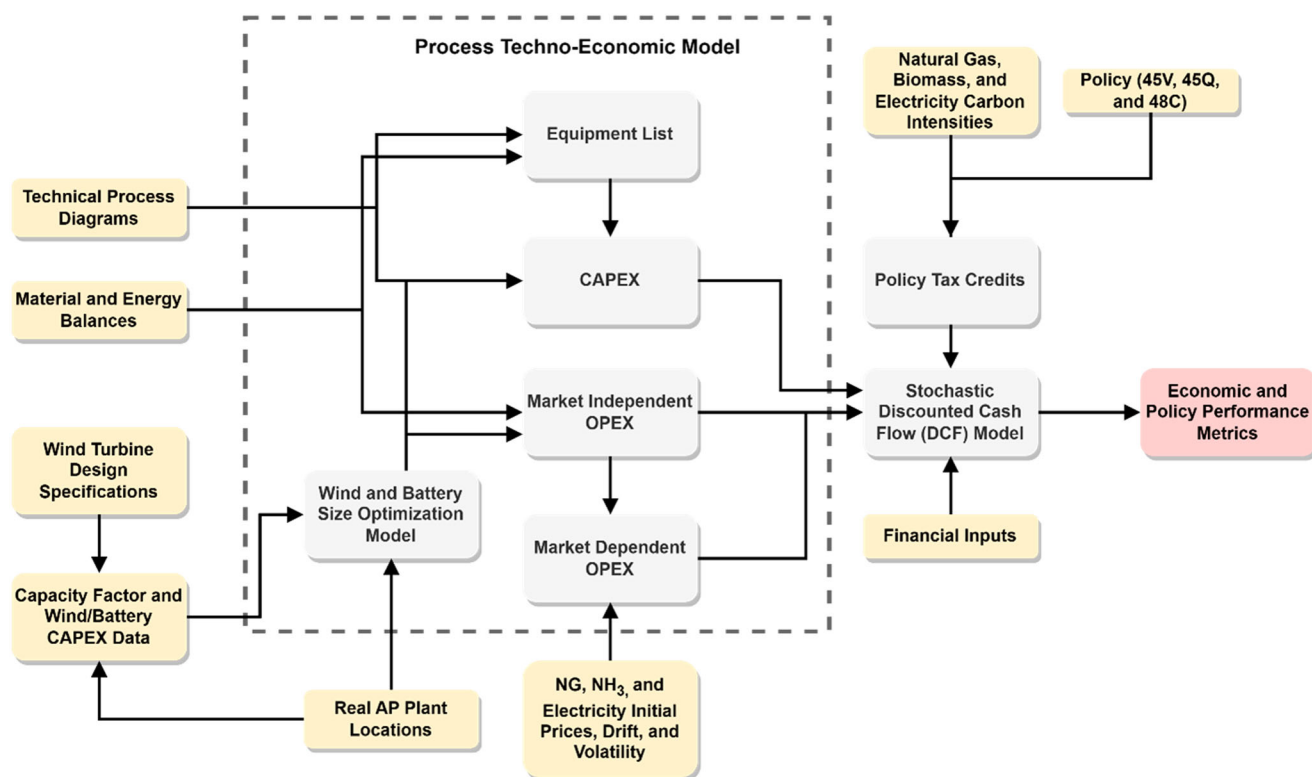 Process Techno-Economic Model
Natural Gas,
Biomass, and
Electricity Carbon
Intensities
Policy (45V, 45Q,
and 48C)
Equipment List
Technical Process
Diagrams
CAPEX
Policy Tax Credits
Material and Energy
Balances
Market Independent
OPEX
Stochastic
Discounted Cash
Flow (DCF) Model
Economic and
Policy Performance
Metrics
Wind Turbine
Design
Specifications
Wind and Battery
Size Optimization
Model
Market Dependent
OPEX
Financial Inputs
Capacity Factor and
Wind/Battery
CAPEX Data
Real AP Plant
Locations
NG, NH₃, and
Electricity Initial
Prices, Drift, and
Volatility